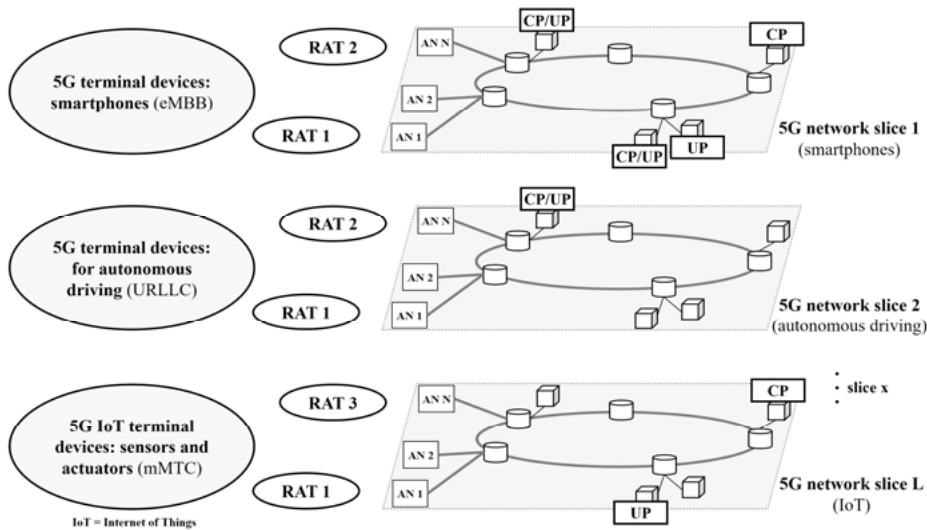 RAT 2
AN N
CP/UP
CP
5G terminal devices:
smartphones (eMBB)
AN 2
RAT 1
AN 1
CP/UP
UP
5G network slice 1
(smartphones)
RAT 2
AN N
CP/UP
5G terminal devices:
for autonomous
driving (URLLC)
AN 2
RAT 1
AN 1
5G network slice 2
(autonomous driving)
RAT 3
AN N
CP
slice x
5G IoT terminal
devices: sensors and
actuators (mMTC)
AN 2
RAT 1
AN 1
UP
5G network slice L
(IoT)
IoT = Internet of Things